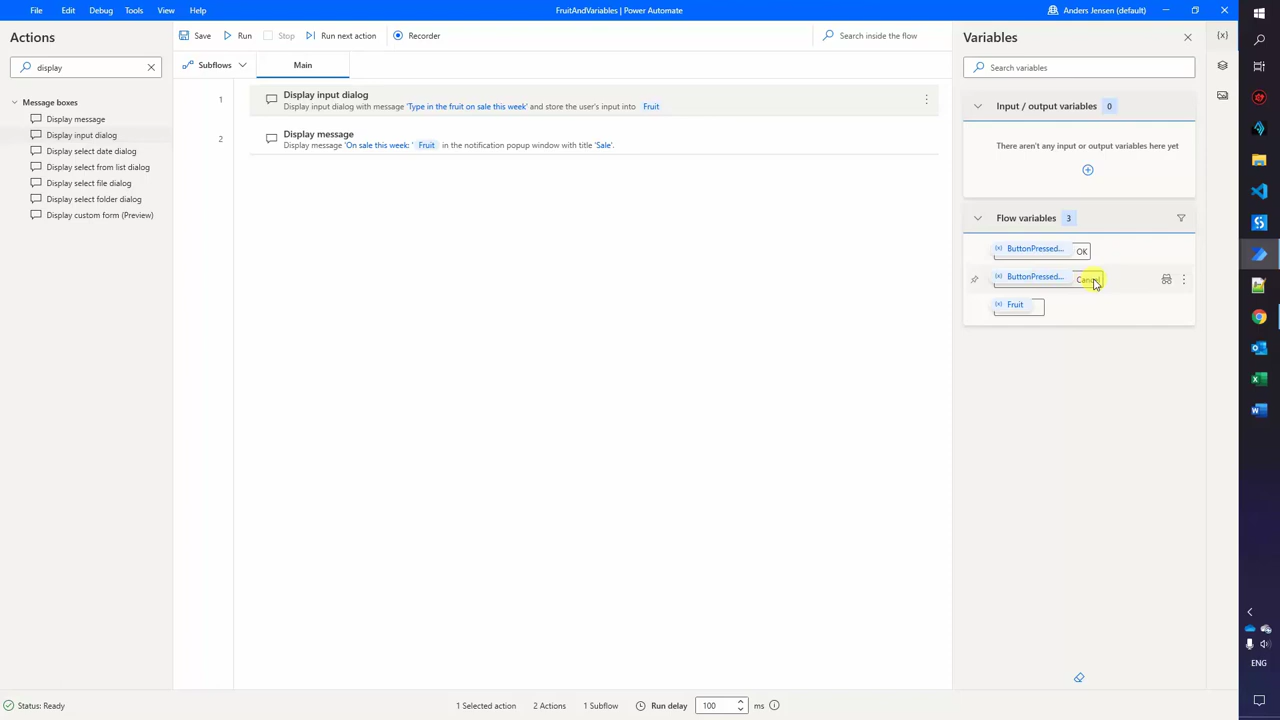 File Edit Debug Tools View Help
FruitAndVariables | Power Automate
Anders Jensen (default)
Actions
display
Message boxes
Display message
Display input dialog
Display select date dialog
Display select from list dialog
Display select file dialog
Display select folder dialog
Display custom form (Preview)
Save Run Stop Run next action Recorder
Search inside the flow
Subflows Main
1
Display input dialog
Display input dialog with message 'Type in the fruit on sale this week' and store the user's input into Fruit
2
Display message
Display message 'On sale this week: ' Fruit in the notification popup window with title 'Sale'.
Variables
{x}
Search variables
Input / output variables 0
There aren't any input or output variables here yet
Flow variables 3
(x) ButtonPressed... OK
(x) ButtonPressed... Cancel
(x) Fruit
ENG
Status: Ready
1 Selected action 2 Actions 1 Subflow Run delay 100 ms